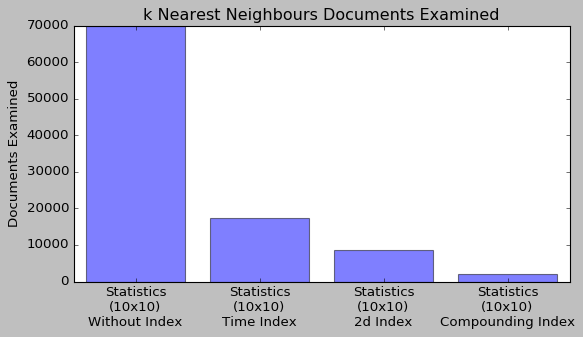 k Nearest Neighbours Documents Examined
70000
60000
50000
40000
30000
20000
10000
0
Documents Examined
Statistics
(10x10)
Without Index
Statistics
(10x10)
Time Index
Statistics
(10x10)
2d Index
Statistics
(10x10)
Compounding Index